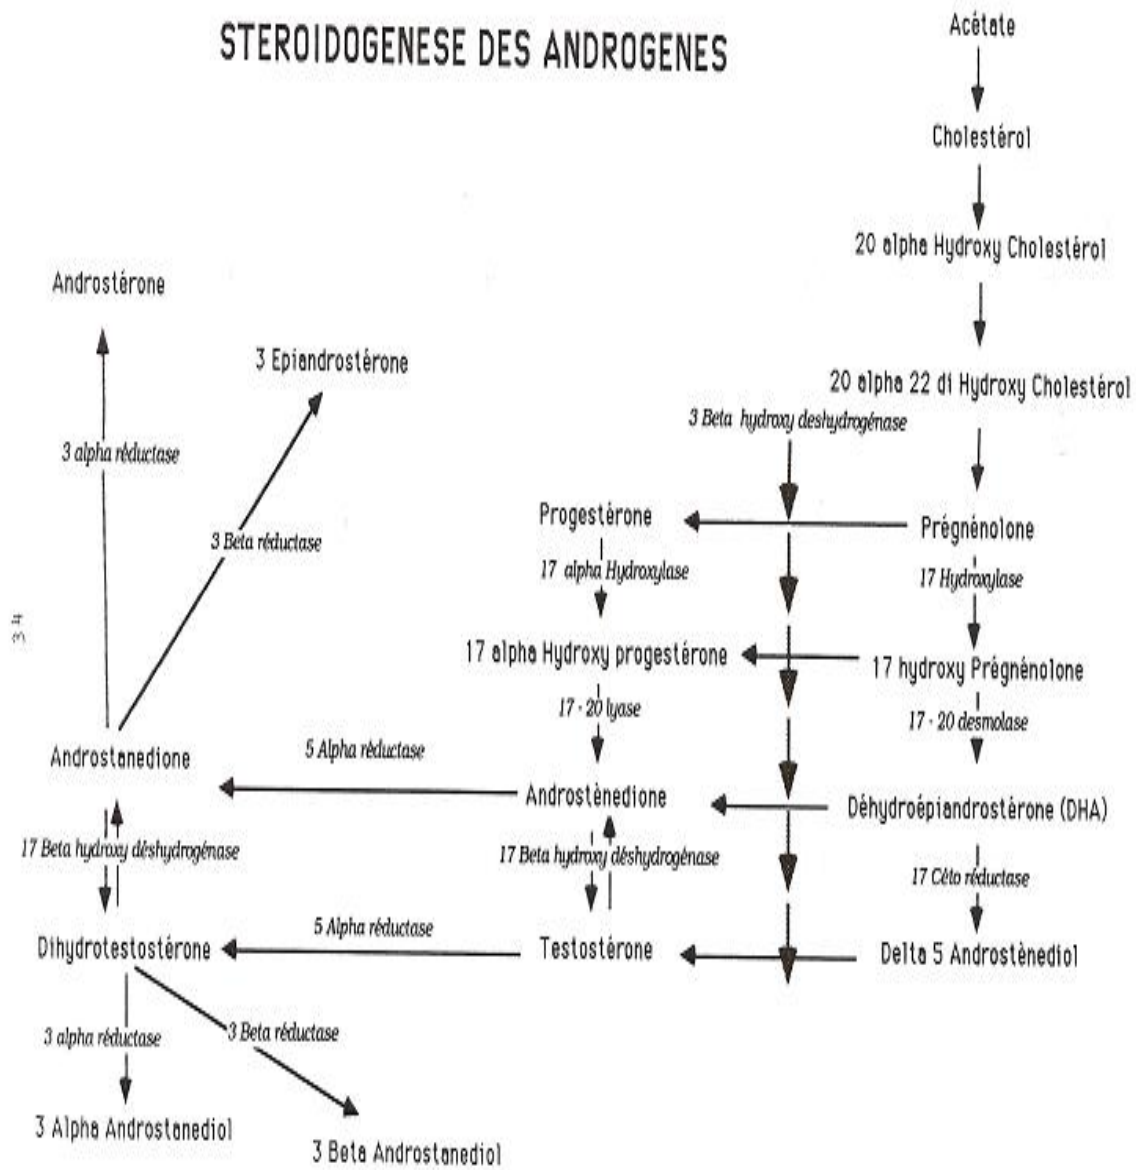 STEROIDOGENESE DES ANDROGENES
Acétate
Cholestérol
20 alpha Hydroxy Cholestérol
Androstérone
3 Epiandrostérone
20 alpha 22 di Hydroxy Cholestérol
3 Beta hydroxy deshydrogénase
3 alpha réductase
Progestérone
Prégnénolone
3 Beta réductase
17 alpha Hydroxylase
17 Hydroxylase
34
17 alpha Hydroxy progestérone
17 hydroxy Prégnénolone
17 - 20 lyase
17 - 20 desmolase
Androstanedione
5 Alpha réductase
Androstènedione
Déhydroépiandrostérone (DHA)
17 Beta hydroxy déshydrogénase
17 Beta hydroxy déshydrogénase
17 Céto réductase
Dihydrotestostérone
5 Alpha réductase
Testostérone
Delta 5 Androstènediol
3 alpha réductase
3 Beta réductase
3 Alpha Androstanediol
3 Beta Androstanediol